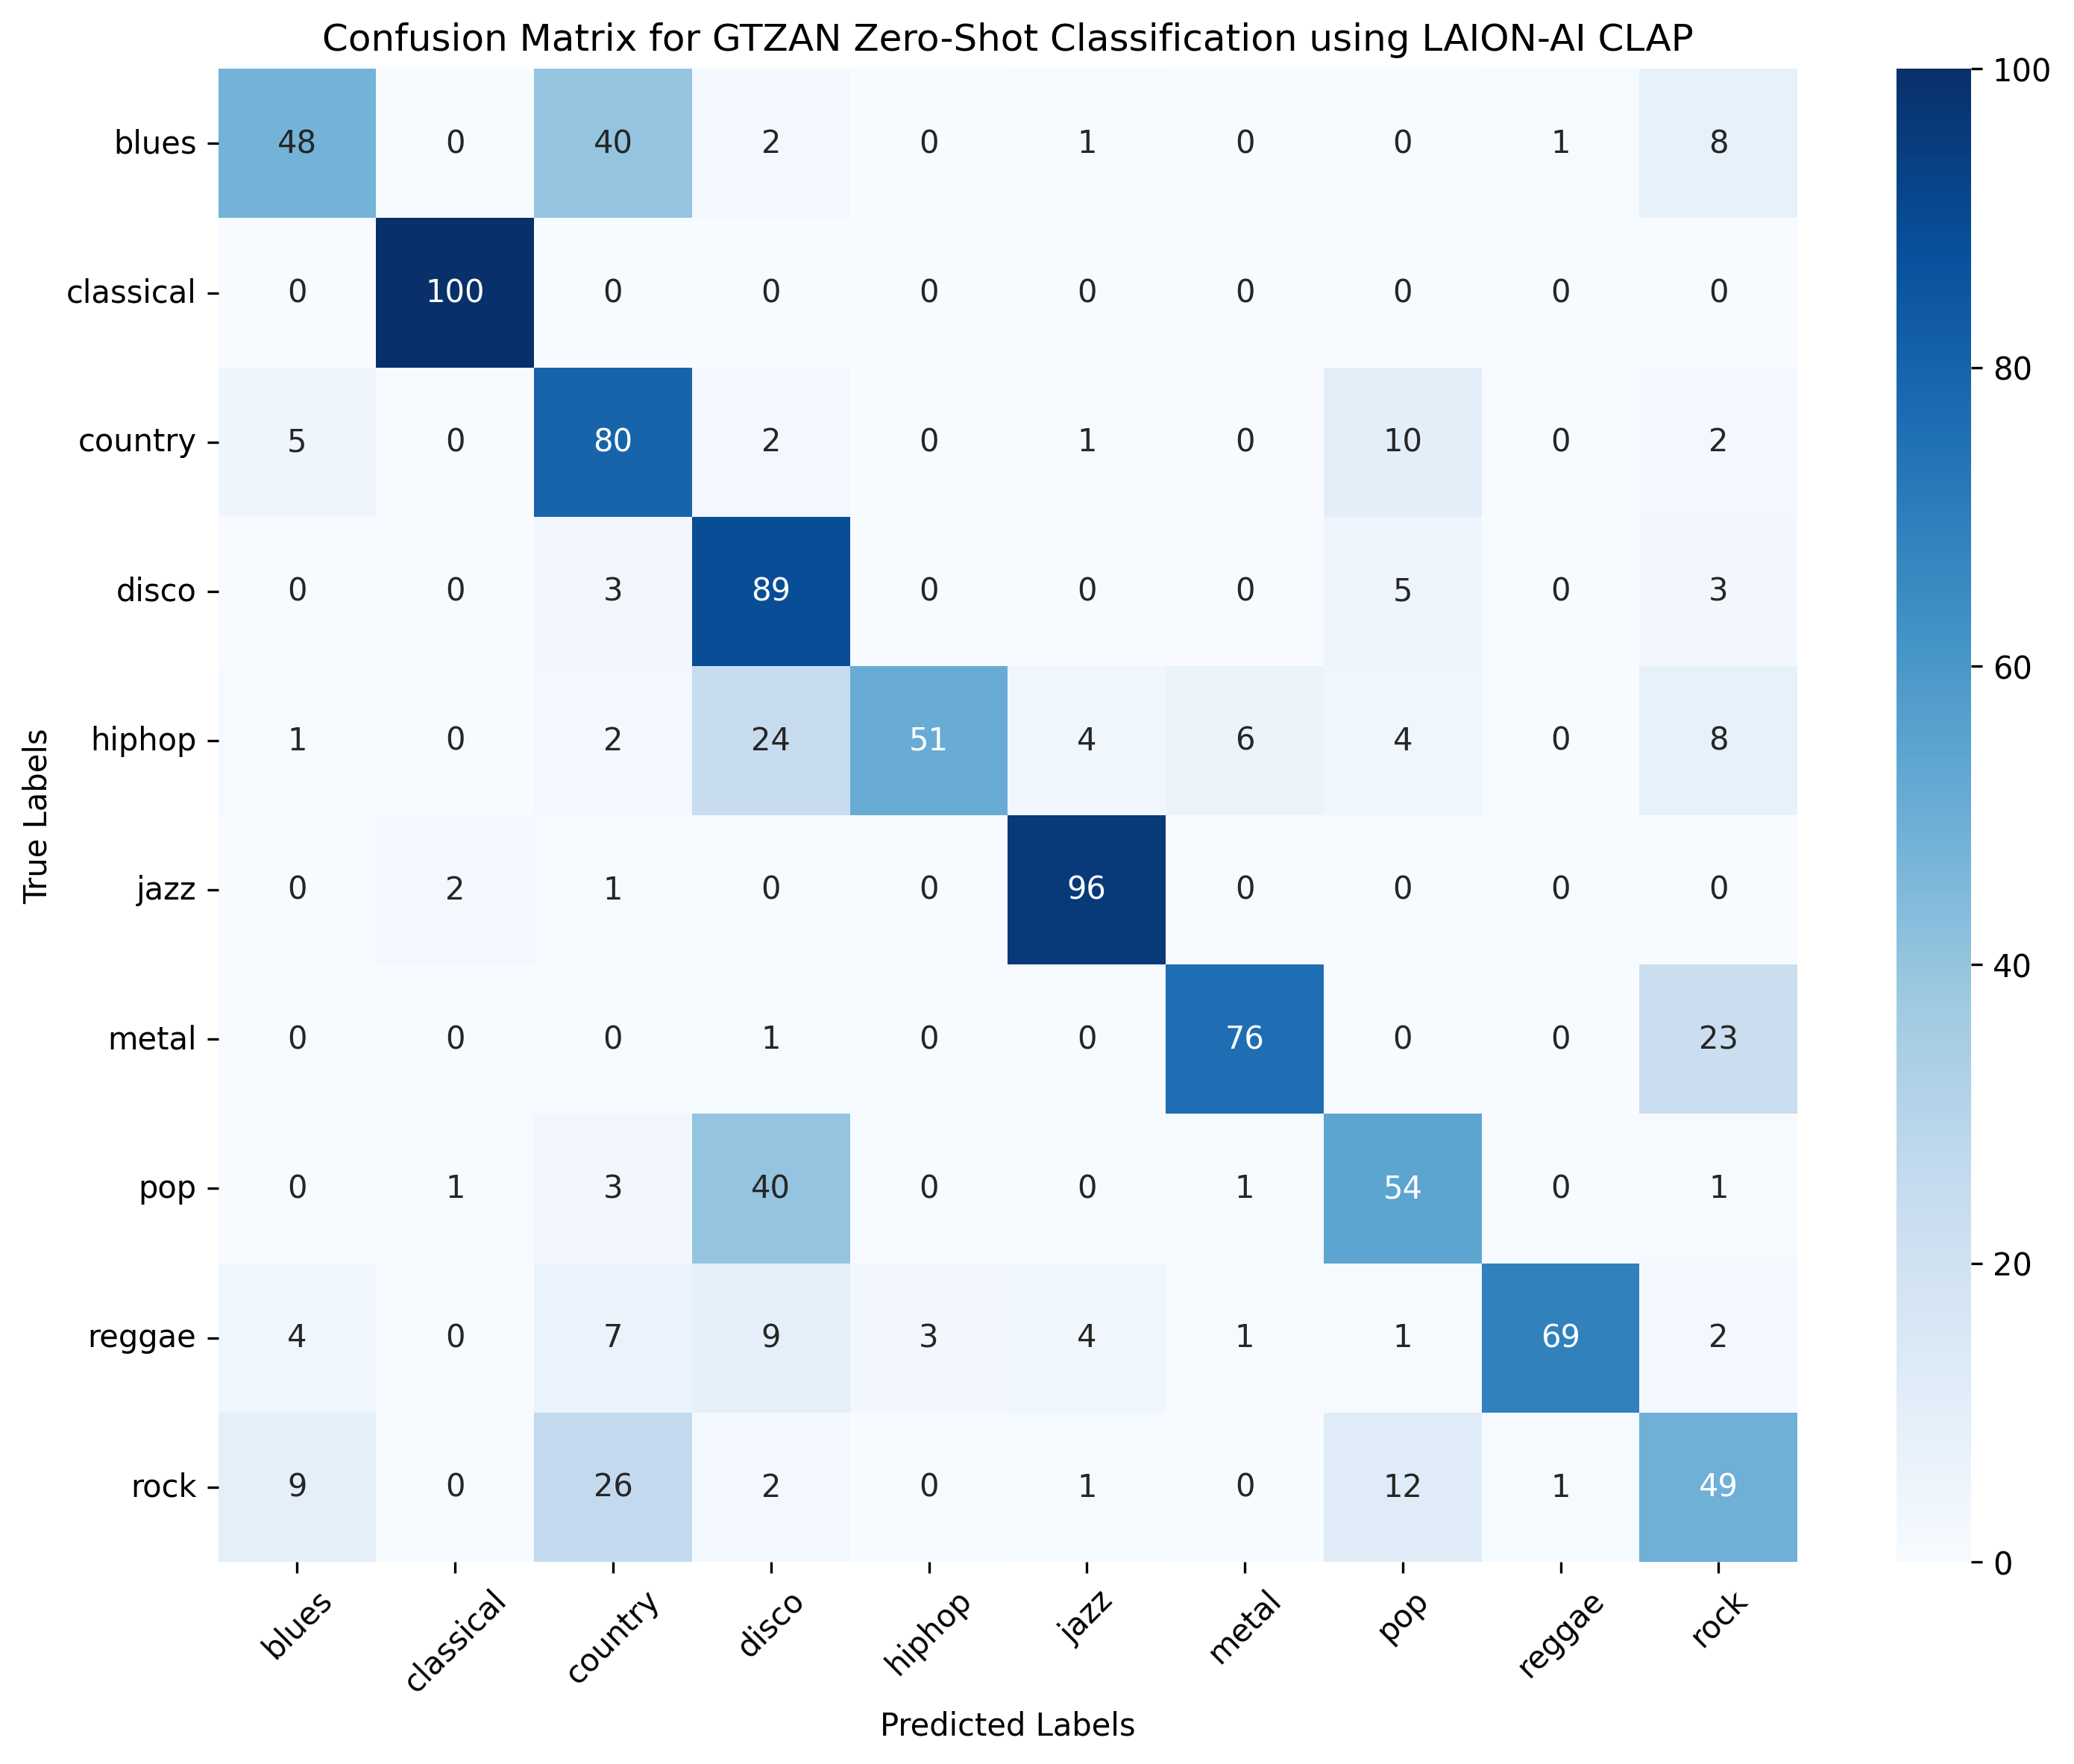 Confusion Matrix for GTZAN Zero-Shot Classification using LAION-AI CLAP
blues 48 0 40 2 0 1 0 0 1 8
classical 0 100 0 0 0 0 0 0 0 0
country 5 0 80 2 0 1 0 10 0 2
disco 0 0 3 89 0 0 0 5 0 3
hiphop 1 0 2 24 51 4 6 4 0 8
jazz 0 2 1 0 0 96 0 0 0 0
metal 0 0 0 1 0 0 76 0 0 23
pop 0 1 3 40 0 0 1 54 0 1
reggae 4 0 7 9 3 4 1 1 69 2
rock 9 0 26 2 0 1 0 12 1 49
blues classical country disco hiphop jazz metal pop reggae rock
Predicted Labels
True Labels
100
80
60
40
20
0